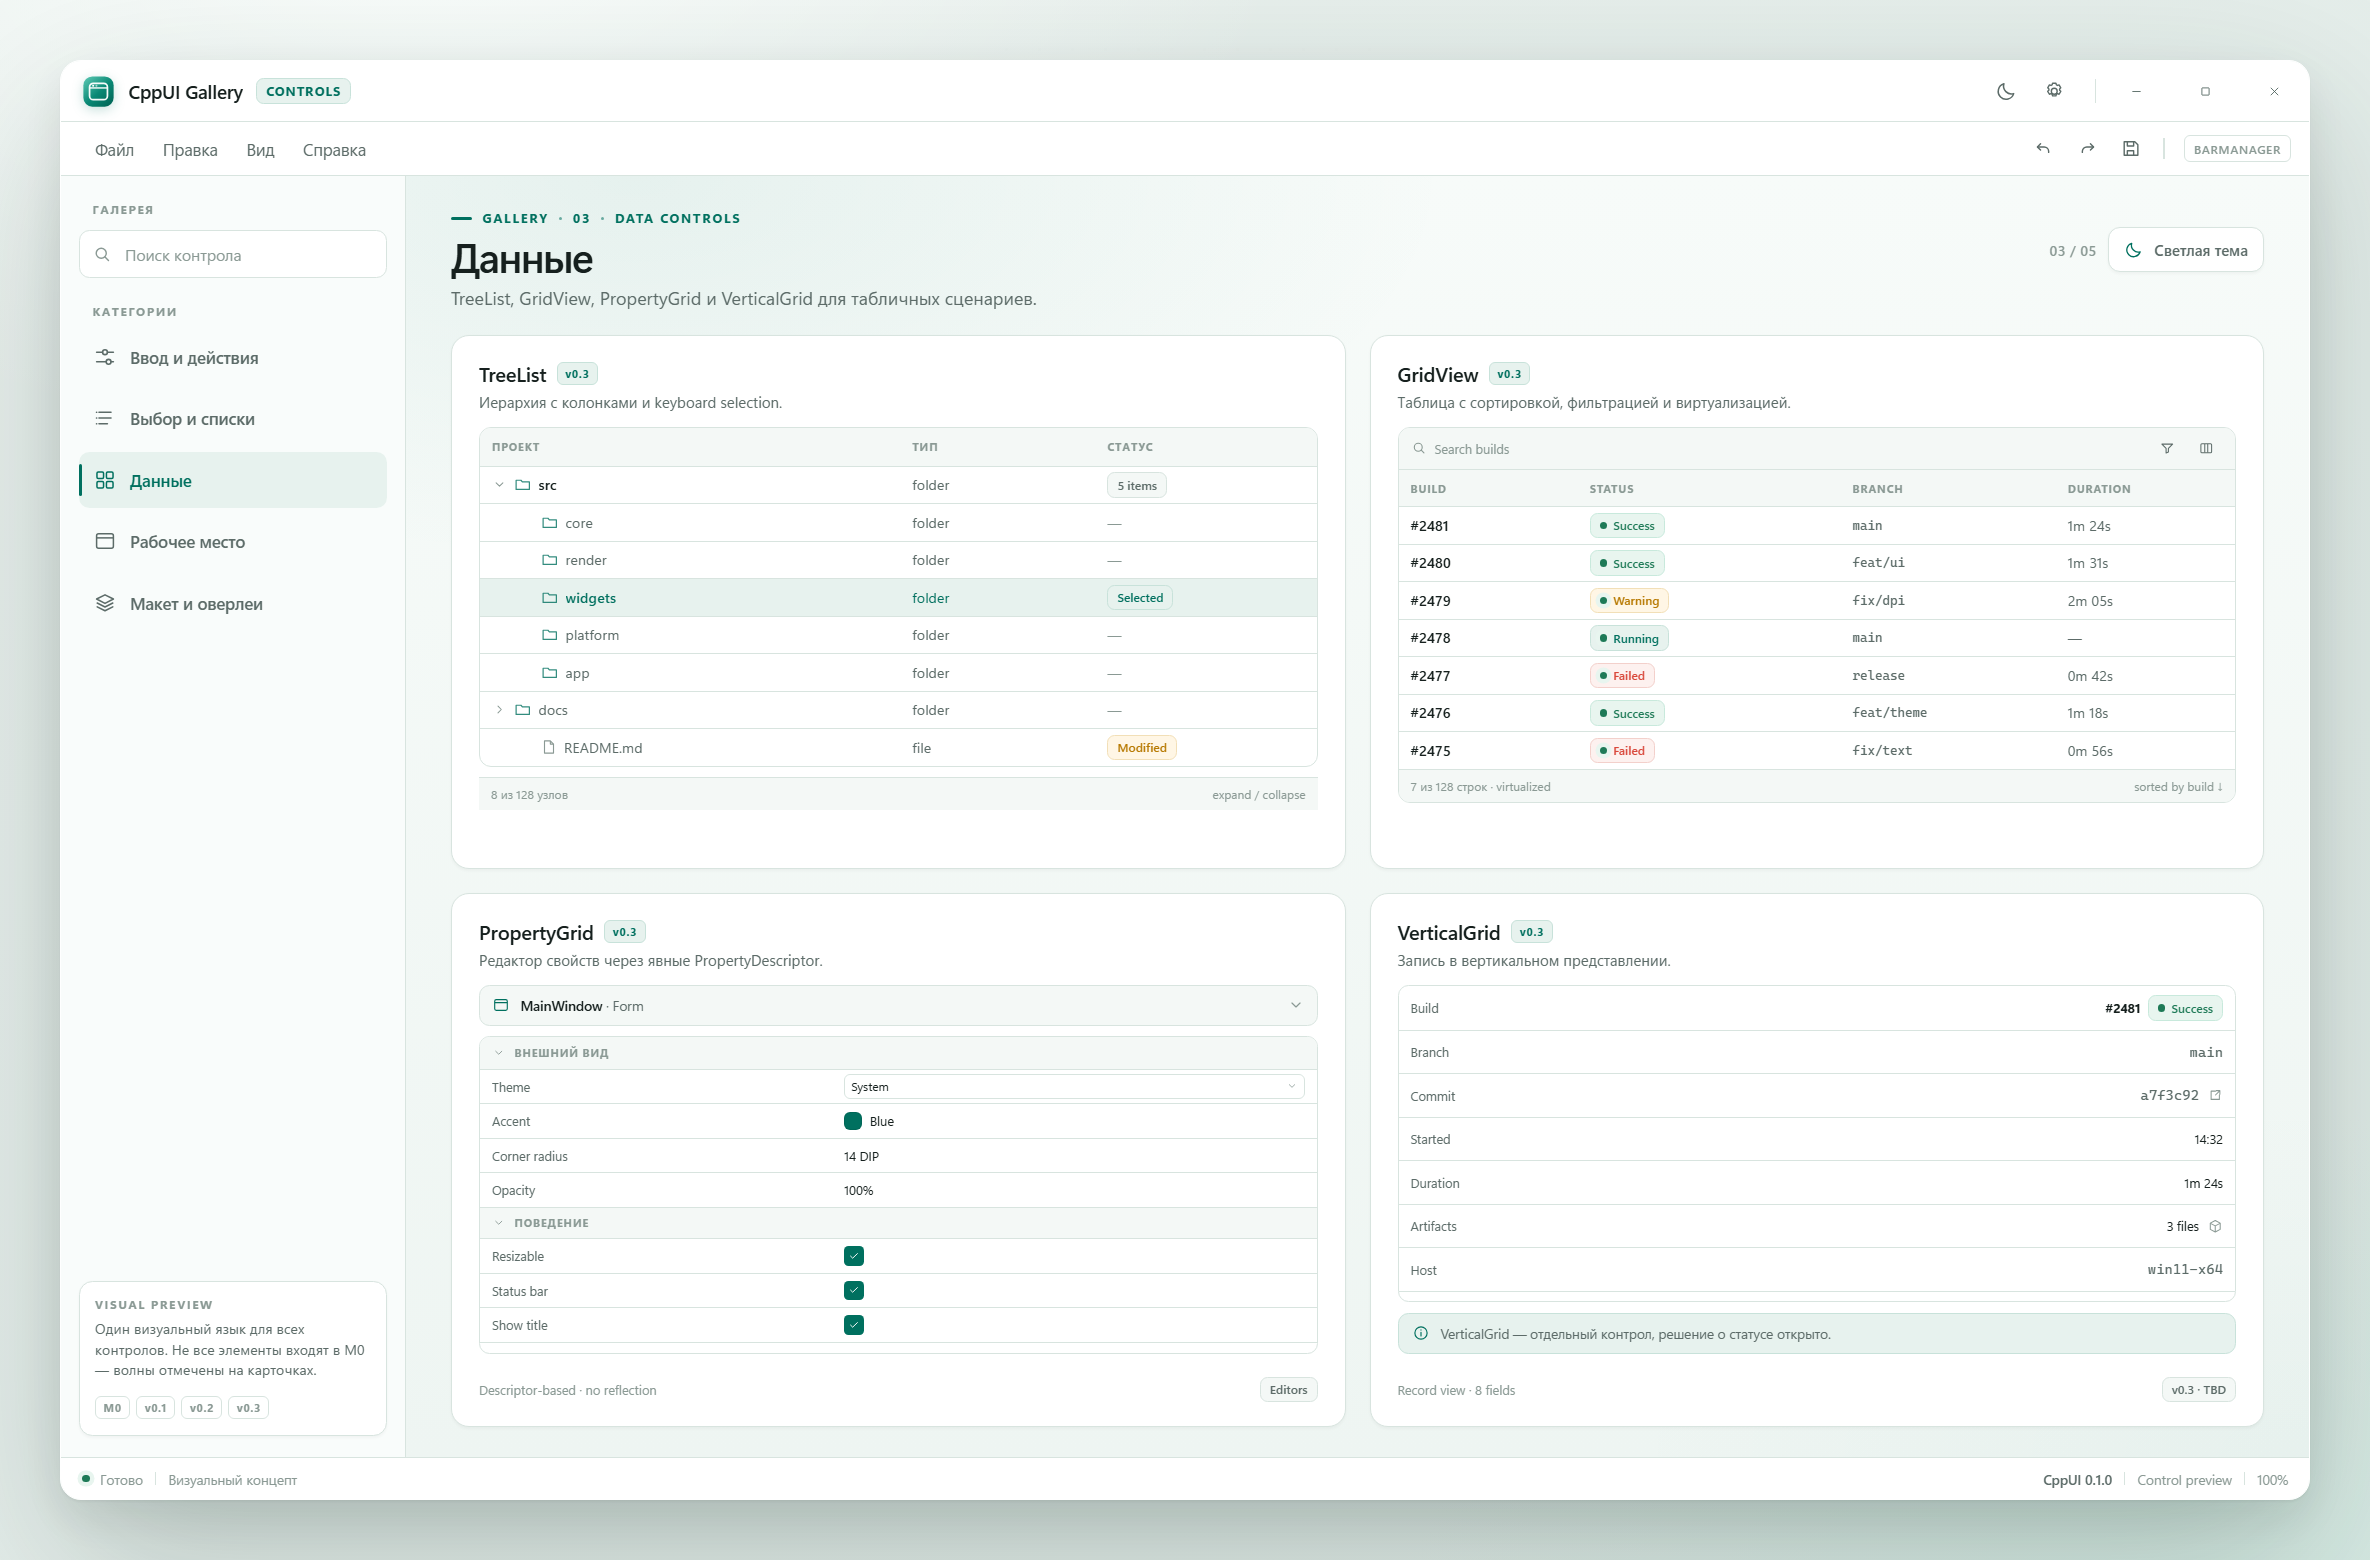 CppUI Gallery CONTROLS
Файл Правка Вид Справка BARMANAGER
ГАЛЕРЕЯ
Поиск контрола
КАТЕГОРИИ
Ввод и действия
Выбор и списки
Данные
Рабочее место
Макет и оверлеи
VISUAL PREVIEW
Один визуальный язык для всех
контролов. Не все элементы входят в M0
— волны отмечены на карточках.
M0 v0.1 v0.2 v0.3
GALLERY · 03 · DATA CONTROLS
Данные
TreeList, GridView, PropertyGrid и VerticalGrid для табличных сценариев.
03 / 05 Светлая тема
TreeList v0.3
Иерархия с колонками и keyboard selection.
ПРОЕКТ ТИП СТАТУС
src folder 5 items
core folder —
render folder —
widgets folder Selected
platform folder —
app folder —
docs folder —
README.md file Modified
8 из 128 узлов expand / collapse
GridView v0.3
Таблица с сортировкой, фильтрацией и виртуализацией.
Search builds
BUILD STATUS BRANCH DURATION
#2481 Success main 1m 24s
#2480 Success feat/ui 1m 31s
#2479 Warning fix/dpi 2m 05s
#2478 Running main —
#2477 Failed release 0m 42s
#2476 Success feat/theme 1m 18s
#2475 Failed fix/text 0m 56s
7 из 128 строк · virtualized sorted by build ↓
PropertyGrid v0.3
Редактор свойств через явные PropertyDescriptor.
MainWindow · Form
ВНЕШНИЙ ВИД
Theme System
Accent Blue
Corner radius 14 DIP
Opacity 100%
ПОВЕДЕНИЕ
Resizable
Status bar
Show title
Descriptor-based · no reflection Editors
VerticalGrid v0.3
Запись в вертикальном представлении.
Build #2481 Success
Branch main
Commit a7f3c92
Started 14:32
Duration 1m 24s
Artifacts 3 files
Host win11-x64
VerticalGrid — отдельный контрол, решение о статусе открыто.
Record view · 8 fields v0.3 · TBD
Готово Визуальный концепт CppUI 0.1.0 Control preview 100%